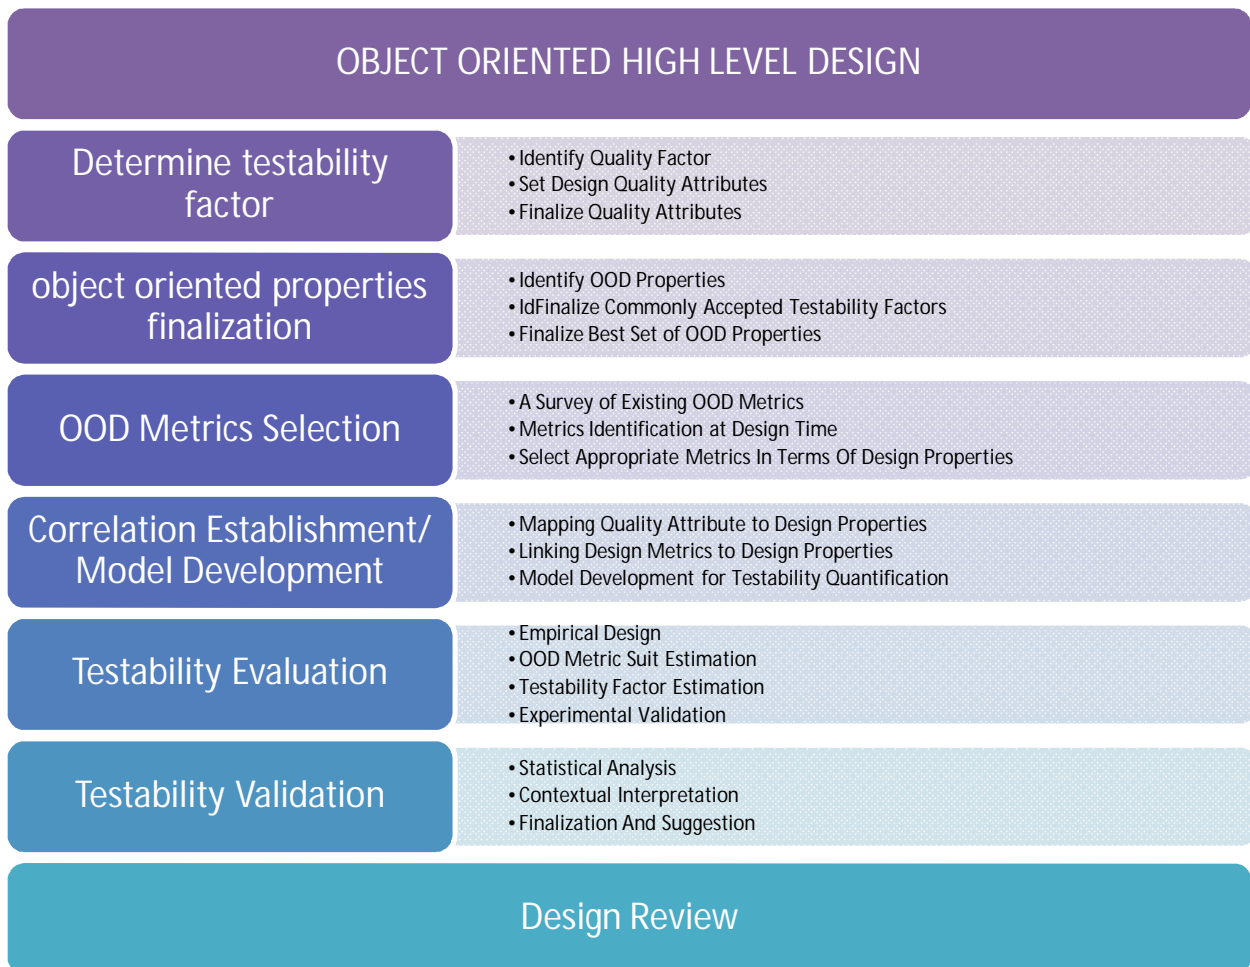 OBJECT ORIENTED HIGH LEVEL DESIGN
Determine testability
factor
• Identify Quality Factor
• Set Design Quality Attributes
• Finalize Quality Attributes
object oriented properties
finalization
• Identify OOD Properties
• IdFinalize Commonly Accepted Testability Factors
• Finalize Best Set of OOD Properties
OOD Metrics Selection
• A Survey of Existing OOD Metrics
• Metrics Identification at Design Time
• Select Appropriate Metrics In Terms Of Design Properties
Correlation Establishment/
Model Development
• Mapping Quality Attribute to Design Properties
• Linking Design Metrics to Design Properties
• Model Development for Testability Quantification
Testability Evaluation
• Empirical Design
• OOD Metric Suit Estimation
• Testability Factor Estimation
• Experimental Validation
Testability Validation
• Statistical Analysis
• Contextual Interpretation
• Finalization And Suggestion
Design Review